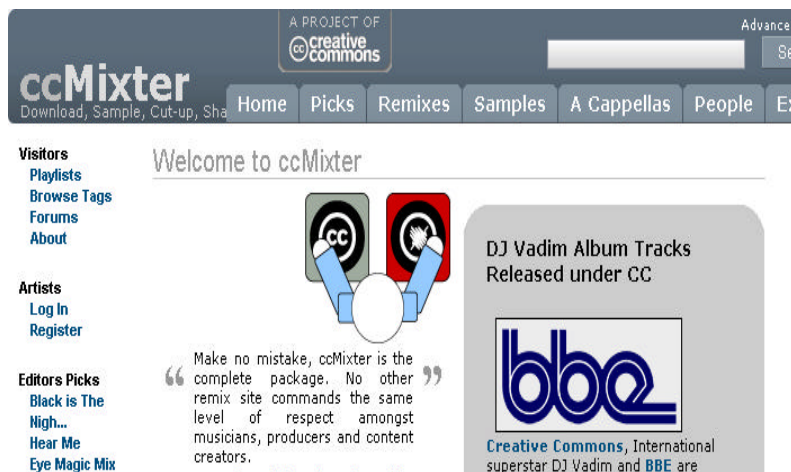 A PROJECT OF
cc creative
commons
Advance
Se
ccMixter
Download, Sample, Cut-up, Sha
Home Picks Remixes Samples A Cappellas People Ex
Visitors
Playlists
Browse Tags
Forums
About
Artists
Log In
Register
Editors Picks
Black is The
Nigh...
Hear Me
Eye Magic Mix
Welcome to ccMixter
cc
“ Make no mistake, ccMixter is the
complete package. No other ”
remix site commands the same
level of respect amongst
musicians, producers and content
creators.
DJ Vadim Album Tracks
Released under CC
bbe
Creative Commons, International
superstar DJ Vadim and BBE are